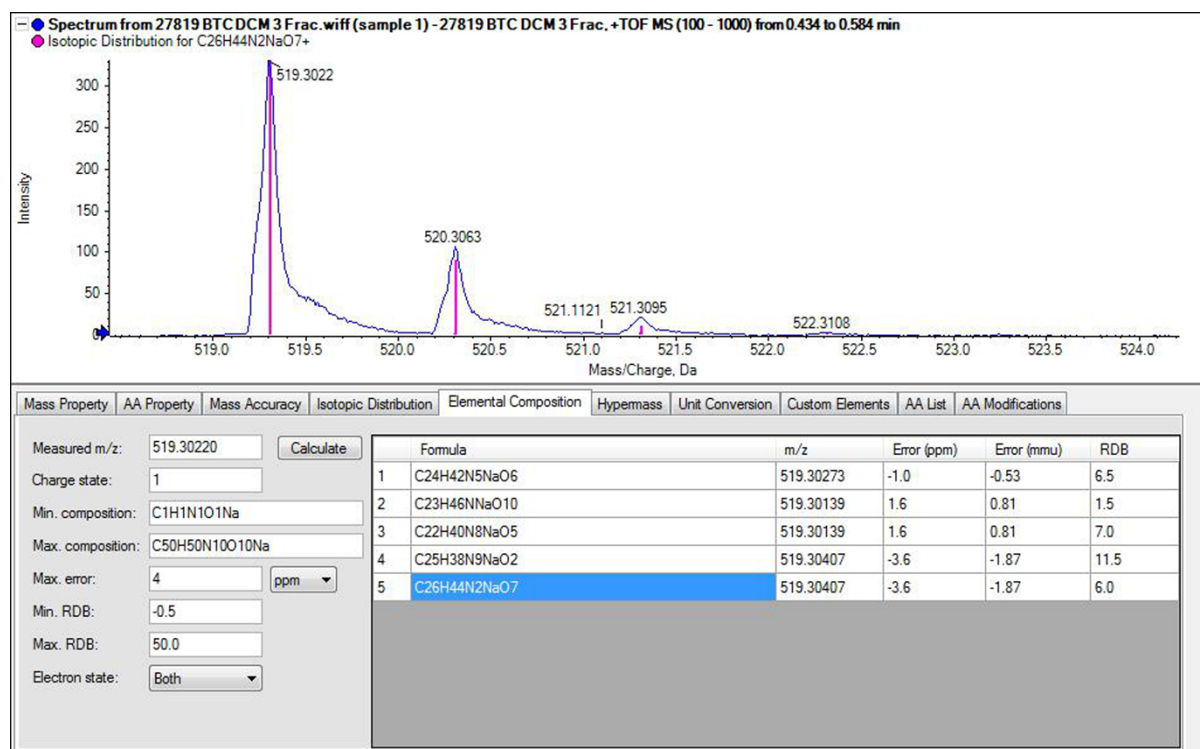 Spectrum from 27819 BTC DCM 3 Frac.wiff (sample 1) - 27819 BTC DCM 3 Frac, +TOF MS (100 - 1000) from 0.434 to 0.584 min
Isotopic Distribution for C26H44N2NaO7+
519.3022
520.3063
521.1121 521.3095
522.3108
Intensity
300
250
200
150
100
50
0
519.0 519.5 520.0 520.5 521.0 521.5 522.0 522.5 523.0 523.5 524.0
Mass/Charge, Da
Mass Property AA Property Mass Accuracy Isotopic Distribution Elemental Composition Hypermass Unit Conversion Custom Elements AA List AA Modifications
Measured m/z: 519.30220 Calculate
Charge state: 1
Min. composition: C1H1N1O1Na
Max. composition: C50H50N10O10Na
Max. error: 4 ppm
Min. RDB: -0.5
Max. RDB: 50.0
Electron state: Both
Formula m/z Error (ppm) Error (mmu) RDB
1 C24H42N5NaO6 519.30273 -1.0 -0.53 6.5
2 C23H46NNaO10 519.30139 1.6 0.81 1.5
3 C22H40N8NaO5 519.30139 1.6 0.81 7.0
4 C25H38N9NaO2 519.30407 -3.6 -1.87 11.5
5 C26H44N2NaO7 519.30407 -3.6 -1.87 6.0